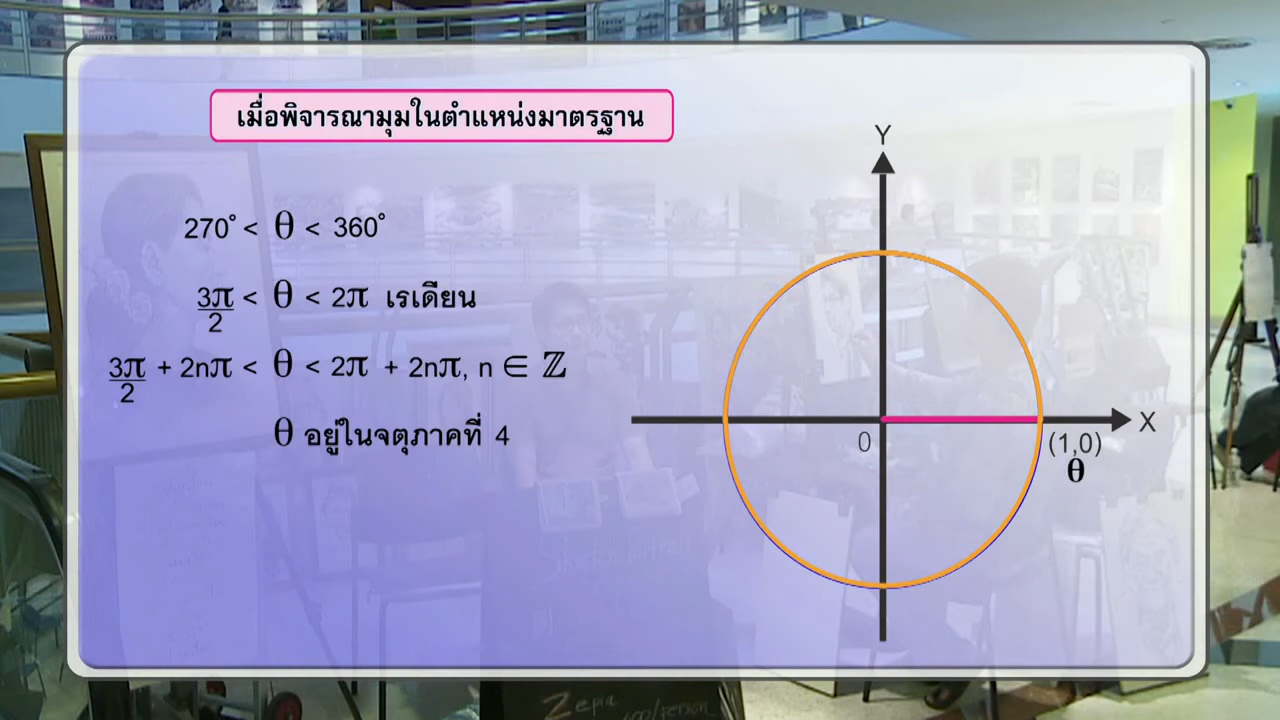 เมื่อพิจารณามุมในตำแหน่งมาตรฐาน
270° < θ < 360°
3π/2 < θ < 2π เรเดียน
3π/2 + 2nπ < θ < 2π + 2nπ, n ∈ ℤ
θ อยู่ในจตุภาคที่ 4
Y
X
0
(1,0)
θ